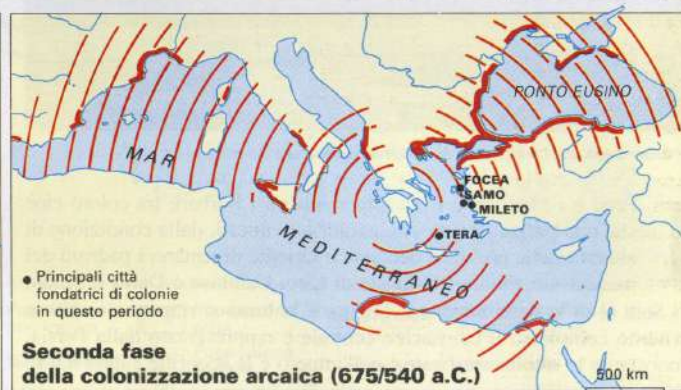 PONTO EUSINO
MAR
MEDITERRANEO
FOCEA
SAMO
MILETO
TERA
Principali città
fondatrici di colonie
in questo periodo
Seconda fase
della colonizzazione arcaica (675/540 a.C.)
500 km